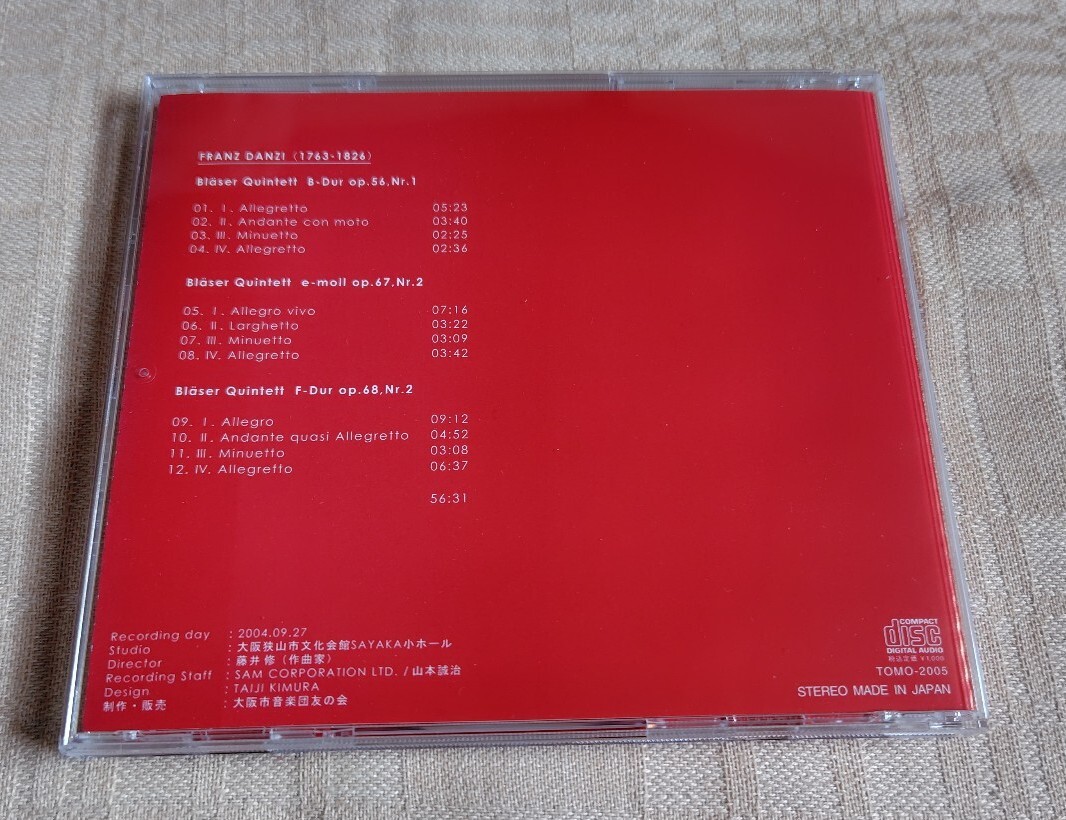 FRANZ DANZI (1763-1826)
Bläser Quintett B-Dur op.56,Nr.1
01. I. Allegretto 05:23
02. II. Andante con moto 03:40
03. III. Minuetto 02:25
04. IV. Allegretto 02:36
Bläser Quintett e-moll op.67,Nr.2
05. I. Allegro vivo 07:16
06. II. Larghetto 03:22
07. III. Minuetto 03:09
08. IV. Allegretto 03:42
Bläser Quintett F-Dur op.68,Nr.2
09. I. Allegro 09:12
10. II. Andante quasi Allegretto 04:52
11. III. Minuetto 03:08
12. IV. Allegretto 06:37
56:31
Recording day : 2004.09.27
Studio : 大阪狭山市文化会館SAYAKA小ホール
Director : 藤井修(作曲家)
Recording Staff : SAM CORPORATION LTD. / 山本誠治
Design : TAIJI KIMURA
制作・販売 : 大阪市音楽団友の会
COMPACT
disc
DIGITAL AUDIO
税込定価 ¥1,000
TOMO-2005
STEREO MADE IN JAPAN